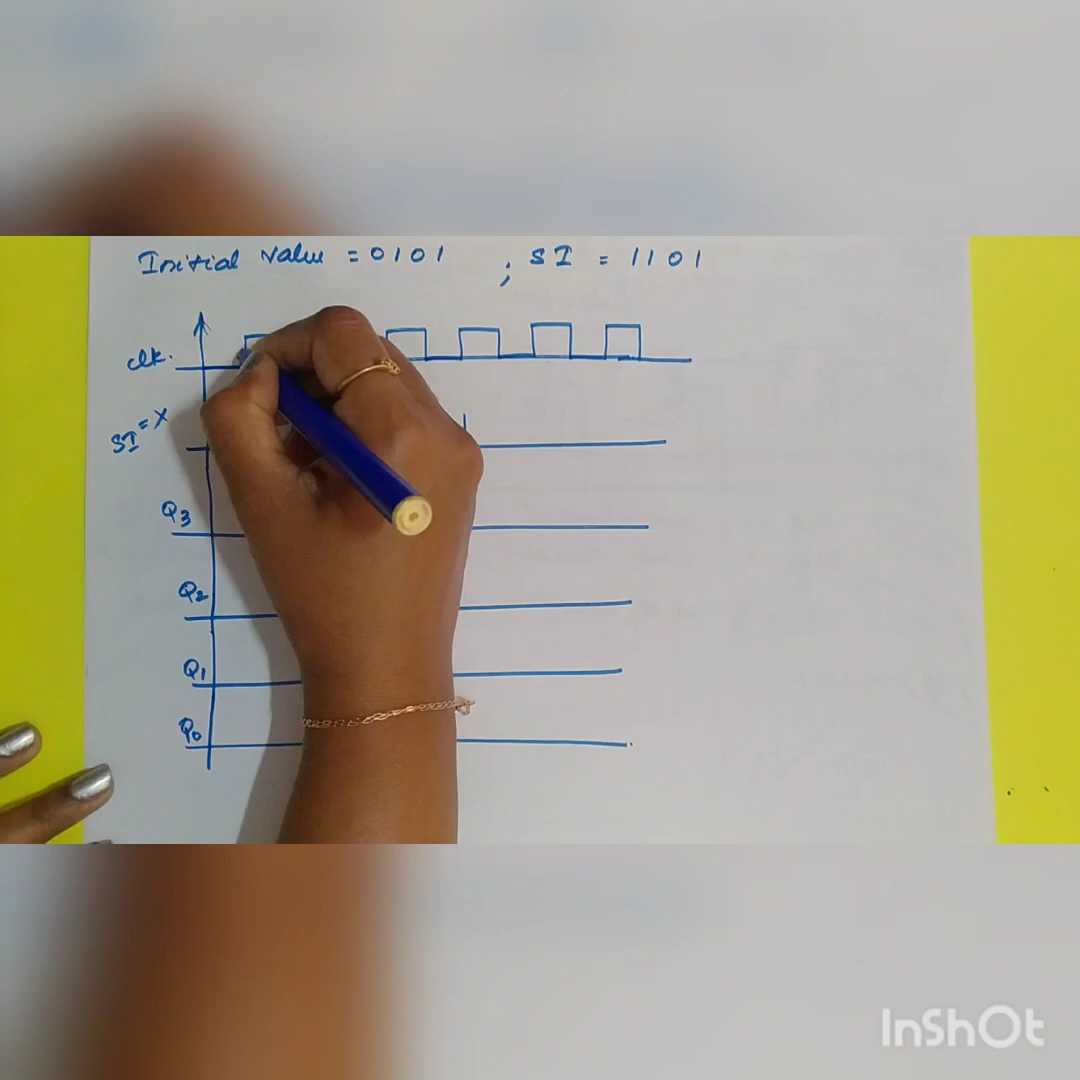 Initial Value = 0101 ; SI = 1101
clk.
SI = X
Q3
Q2
Q1
Q0
InShOt